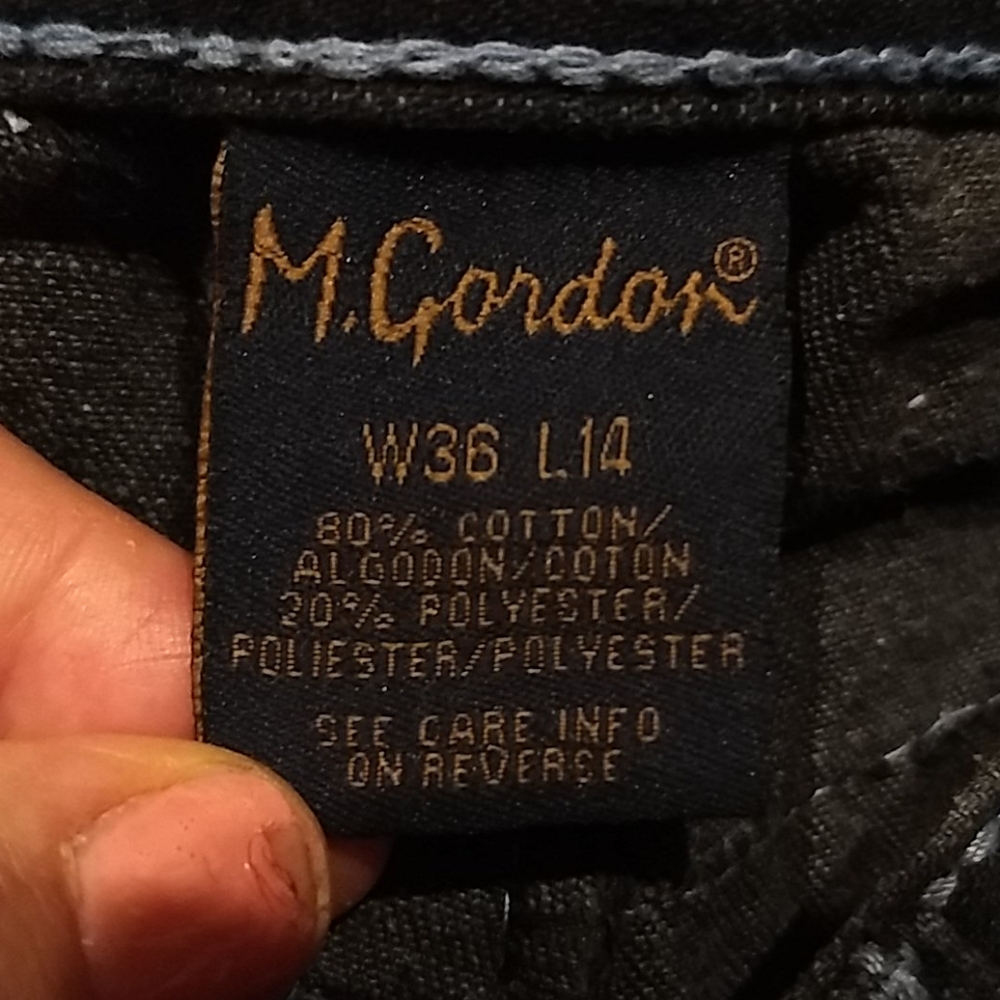 M.Gordon®
W36 L14
80% COTTON/
ALGODON/COTON
20% POLYESTER/
POLIESTER/POLYESTER
SEE CARE INFO
ON REVERSE